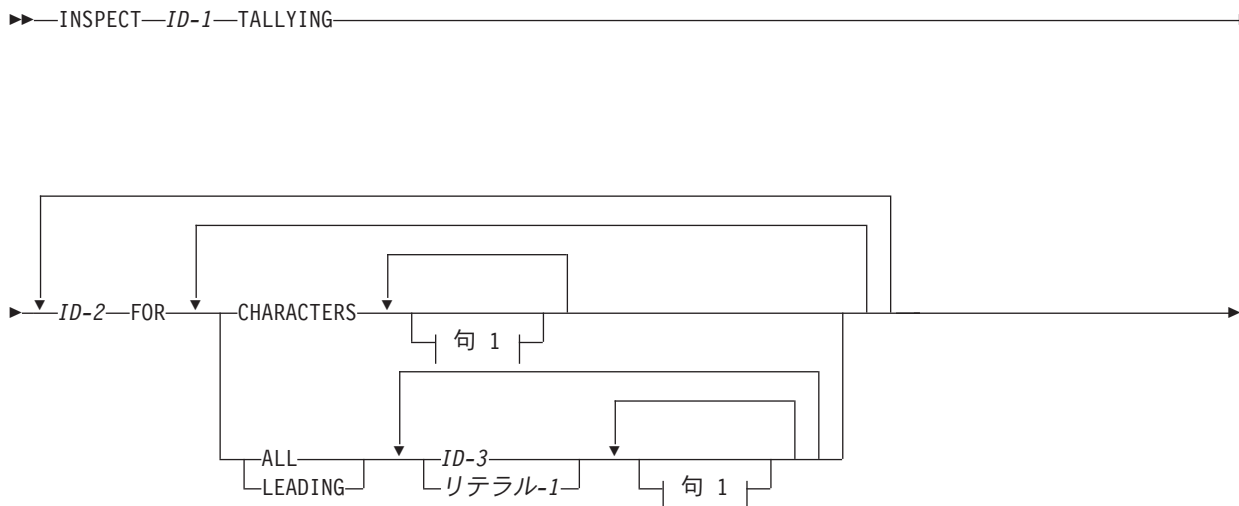 INSPECT ID-1 TALLYING
ID-2 FOR CHARACTERS
句 1
ALL ID-3
LEADING リテラル-1 句 1